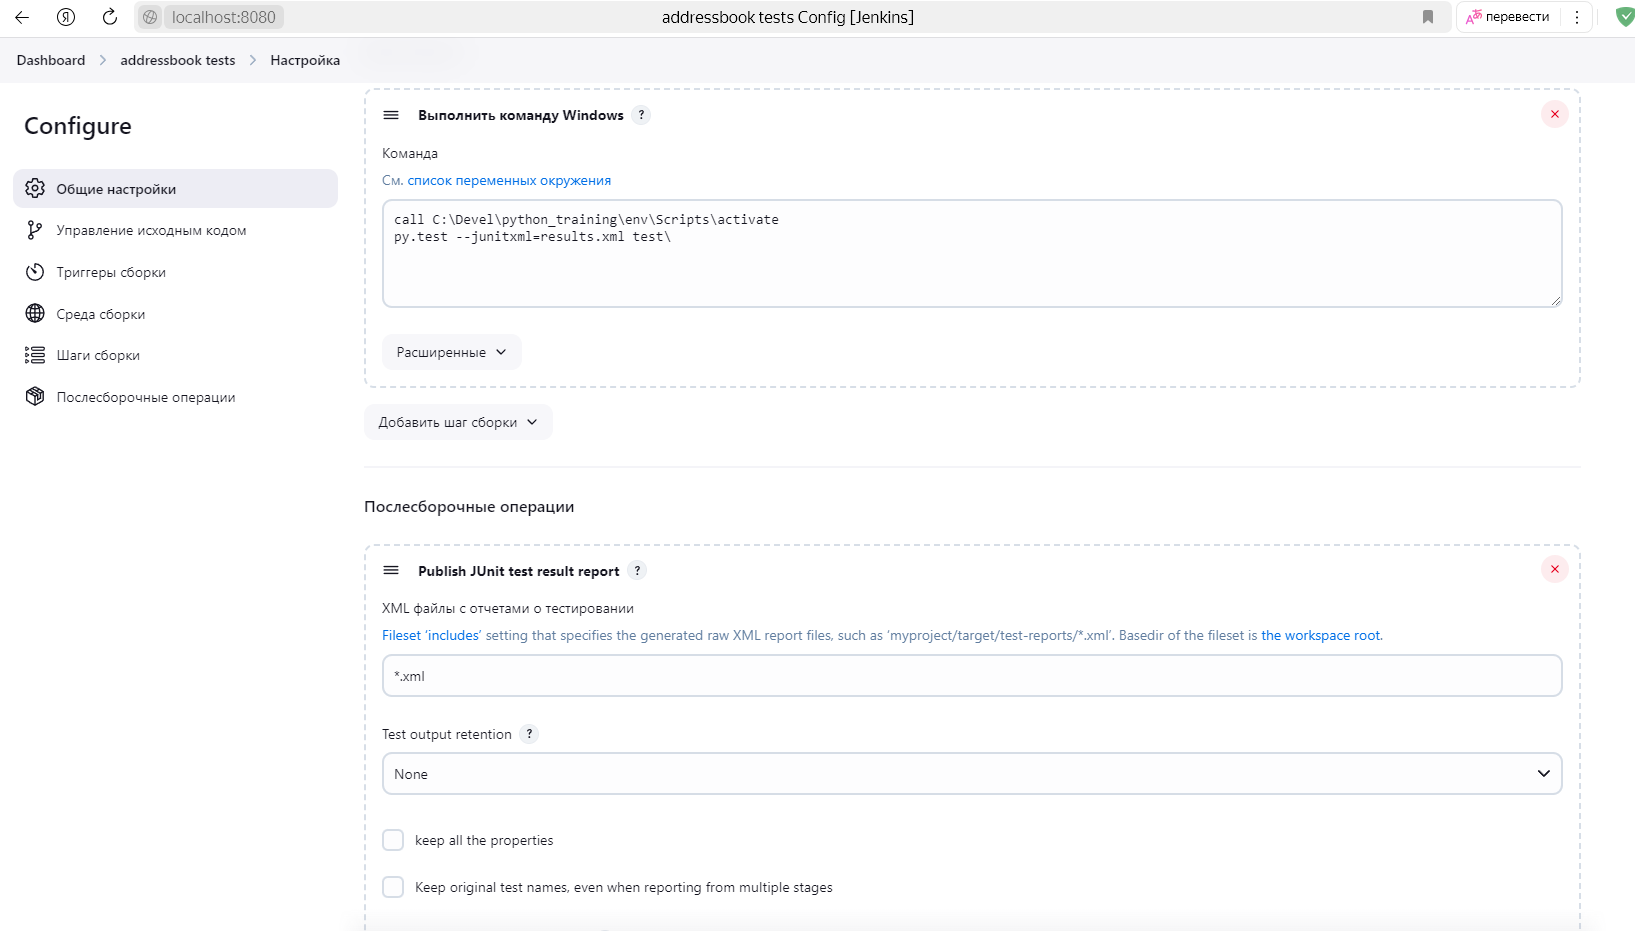 Я
localhost:8080
addressbook tests Config [Jenkins]
перевести
Dashboard
addressbook tests
Настройка
Configure
Общие настройки
Управление исходным кодом
Триггеры сборки
Среда сборки
Шаги сборки
Послесборочные операции
Выполнить команду Windows ?
Команда
См. список переменных окружения
call C:\Devel\python_training\env\Scripts\activate
py.test --junitxml=results.xml test\
Расширенные
Добавить шаг сборки
Послесборочные операции
Publish JUnit test result report ?
XML файлы с отчетами о тестировании
Fileset ‘includes’ setting that specifies the generated raw XML report files, such as ‘myproject/target/test-reports/*.xml’. Basedir of the fileset is the workspace root.
*.xml
Test output retention ?
None
keep all the properties
Keep original test names, even when reporting from multiple stages